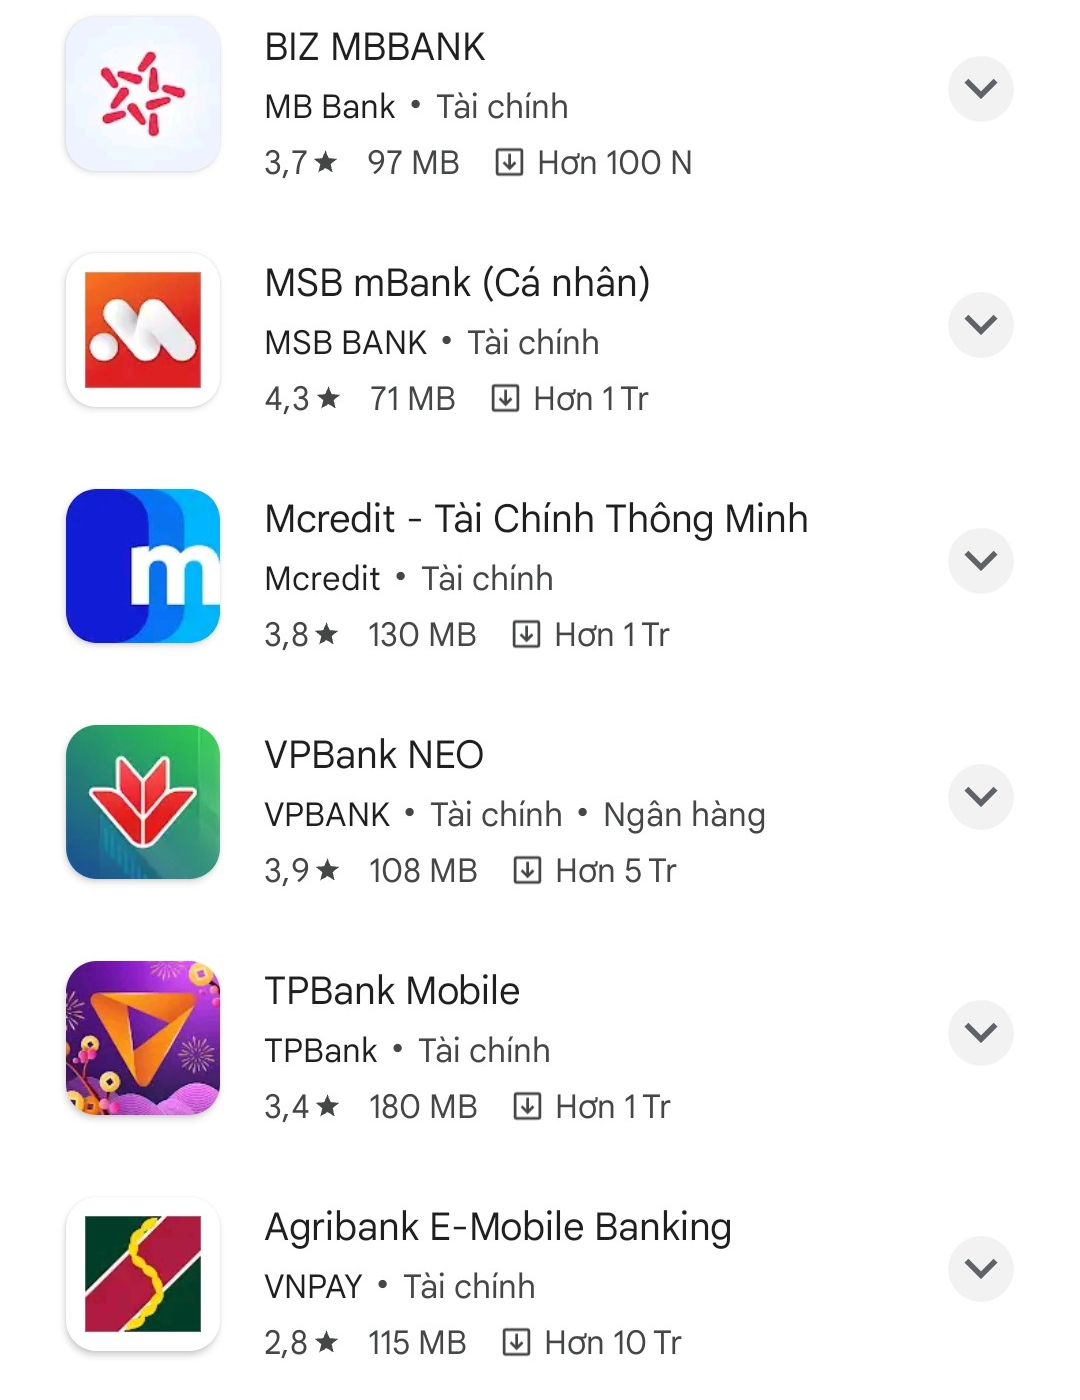 BIZ MBBANK
MB Bank • Tài chính
3,7★ 97 MB Hơn 100 N
MSB mBank (Cá nhân)
MSB BANK • Tài chính
4,3★ 71 MB Hơn 1 Tr
m
Mcredit - Tài Chính Thông Minh
Mcredit • Tài chính
3,8★ 130 MB Hơn 1 Tr
VPBank NEO
VPBANK • Tài chính • Ngân hàng
3,9★ 108 MB Hơn 5 Tr
TPBank Mobile
TPBank • Tài chính
3,4★ 180 MB Hơn 1 Tr
Agribank E-Mobile Banking
VNPAY • Tài chính
2,8★ 115 MB Hơn 10 Tr